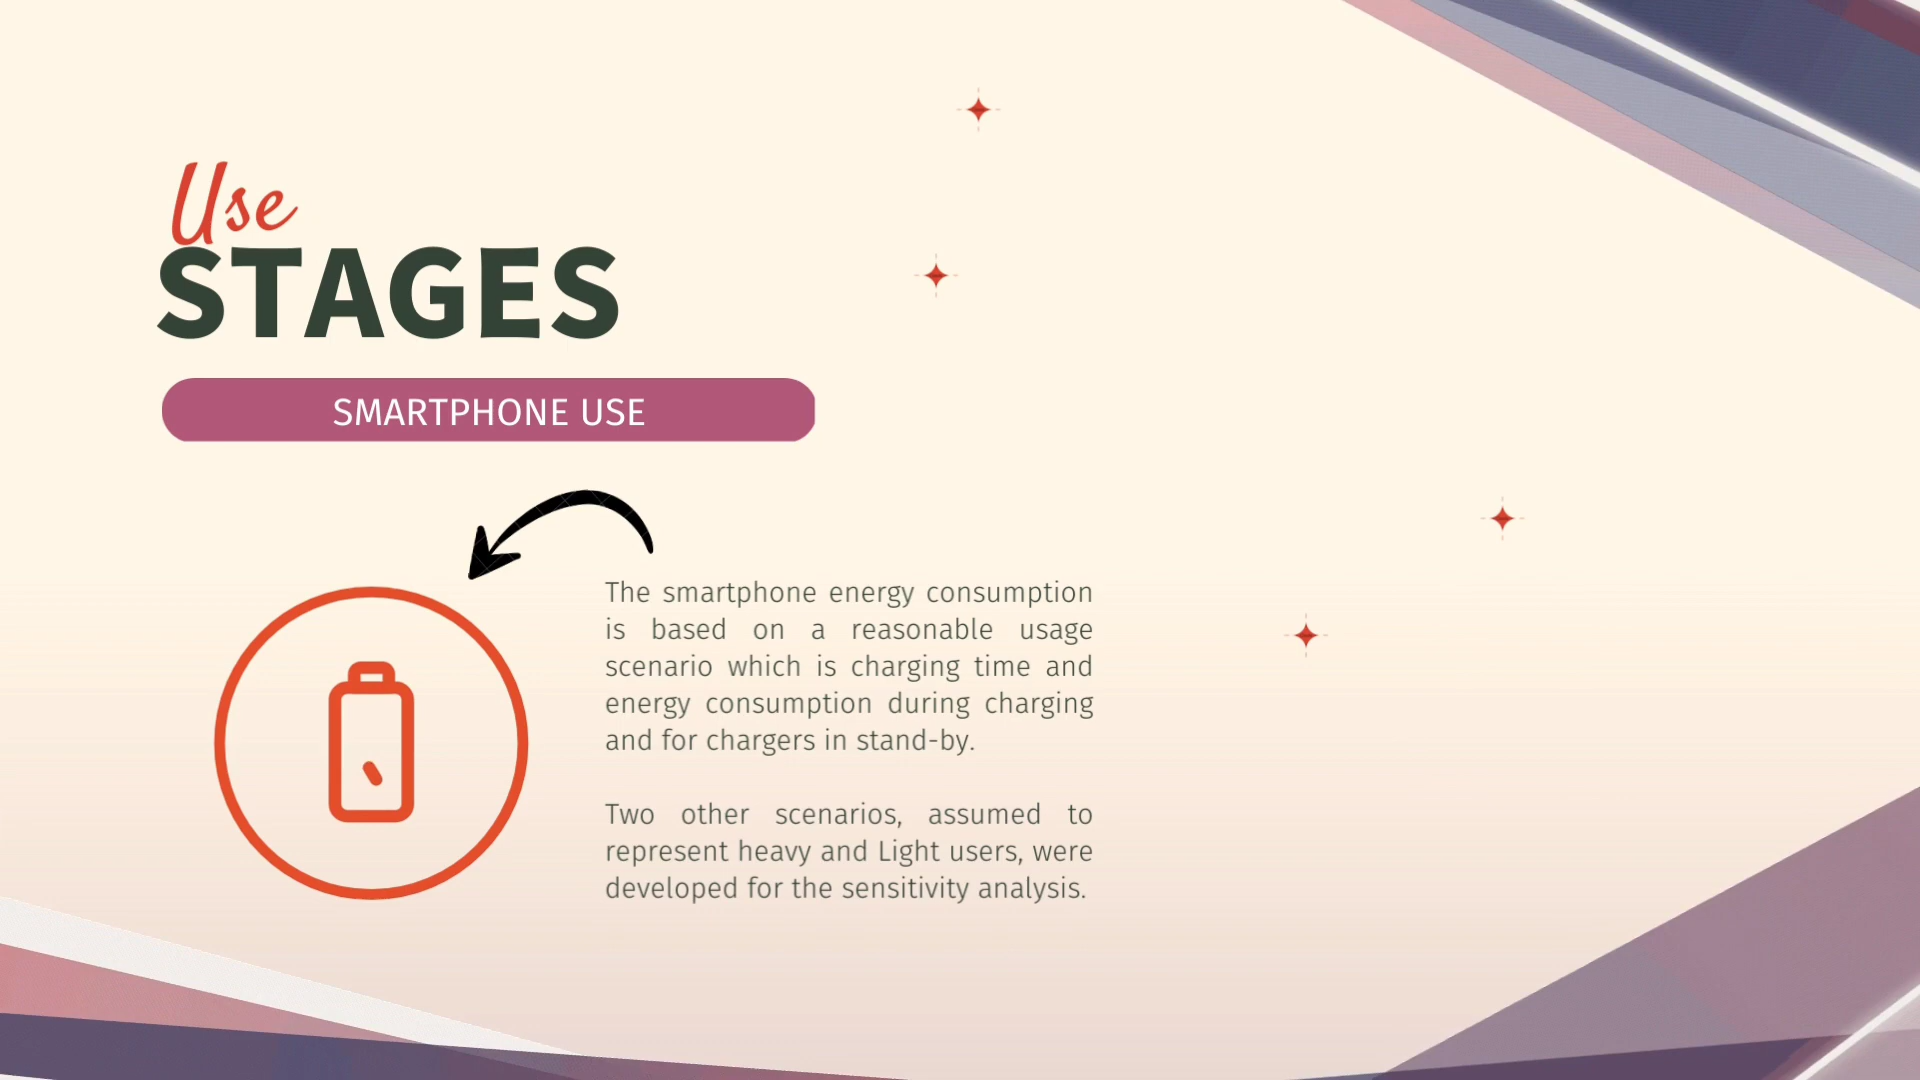 Use
STAGES
SMARTPHONE USE
The smartphone energy consumption
is based on a reasonable usage
scenario which is charging time and
energy consumption during charging
and for chargers in stand-by.
Two other scenarios, assumed to
represent heavy and Light users, were
developed for the sensitivity analysis.